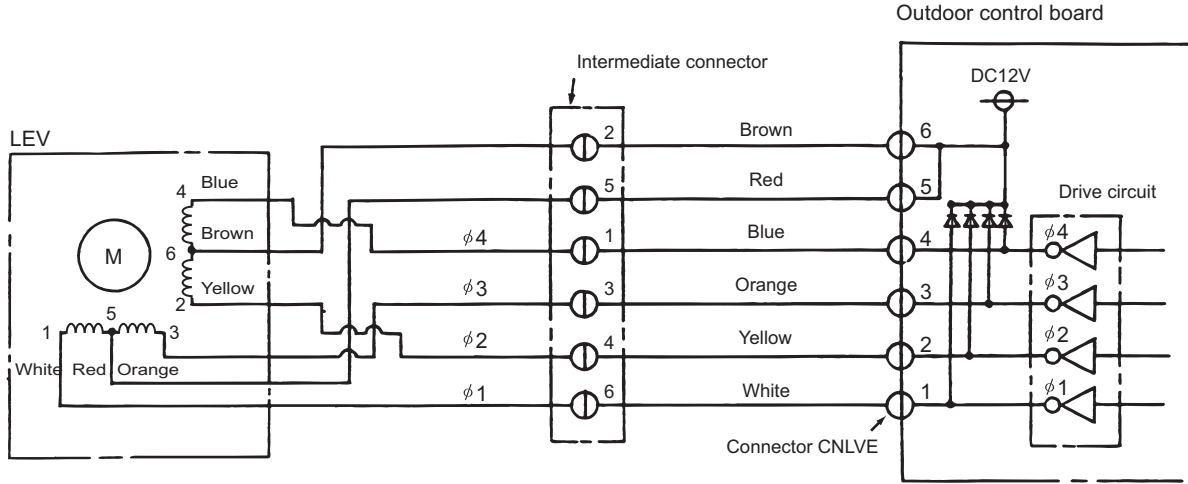 Outdoor control board
Intermediate connector
DC12V
LEV
2 Brown 6
4 Blue
5 Red 5
Drive circuit
Brown
6
M
ϕ4 1 Blue 4 ϕ4
Yellow
2
ϕ3 3 Orange 3 ϕ3
5
1 3
ϕ2 4 Yellow 2 ϕ2
White Red Orange
ϕ1 6 White 1 ϕ1
Connector CNLVE